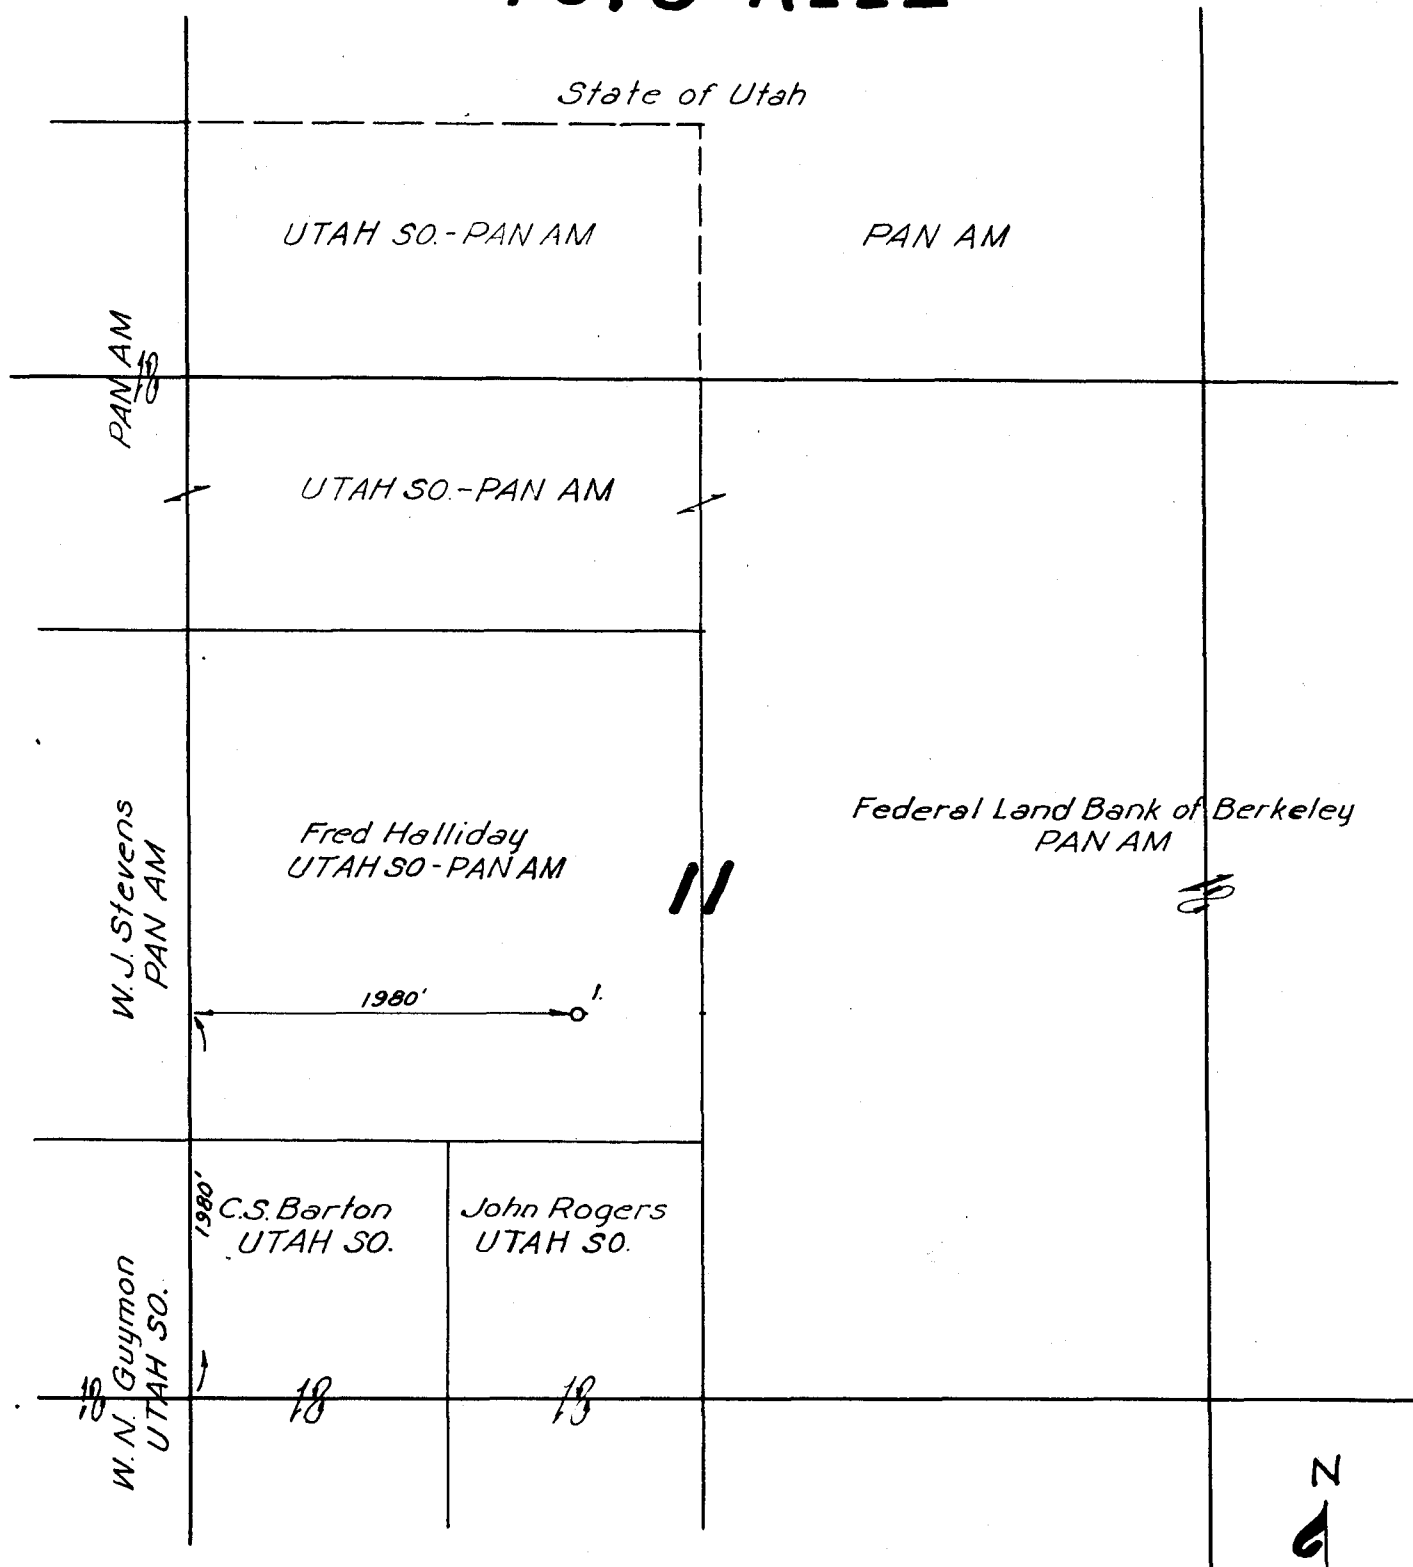 State of Utah
UTAH SO.-PAN AM
PAN AM
PAN AM
UTAH SO.-PAN AM
Fred Halliday
UTAH SO-PAN AM
11
Federal Land Bank of Berkeley
PAN AM
W.J. Stevens
PAN AM
1980'
1.
1980'
C.S. Barton
UTAH SO.
John Rogers
UTAH SO.
W. N. Guymon
UTAH SO.
N